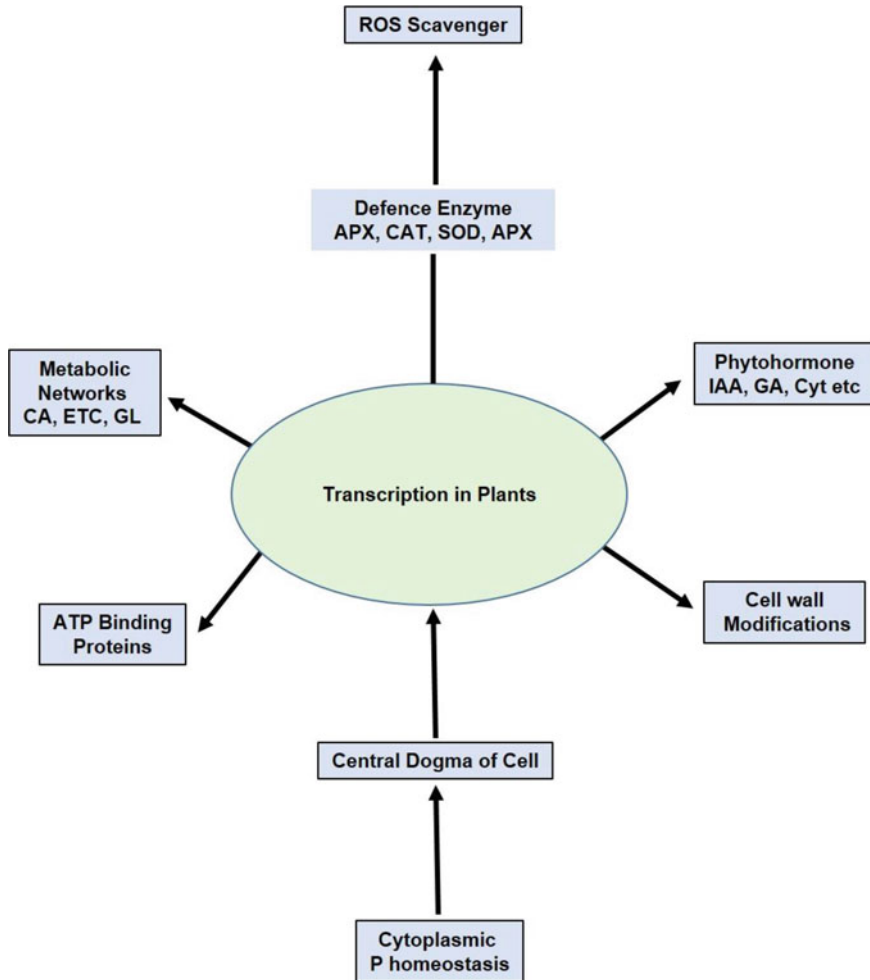 ROS Scavenger
Defence Enzyme
APX, CAT, SOD, APX
Metabolic
Networks
CA, ETC, GL
Phytohormone
IAA, GA, Cyt etc
Transcription in Plants
ATP Binding
Proteins
Cell wall
Modifications
Central Dogma of Cell
Cytoplasmic
P homeostasis